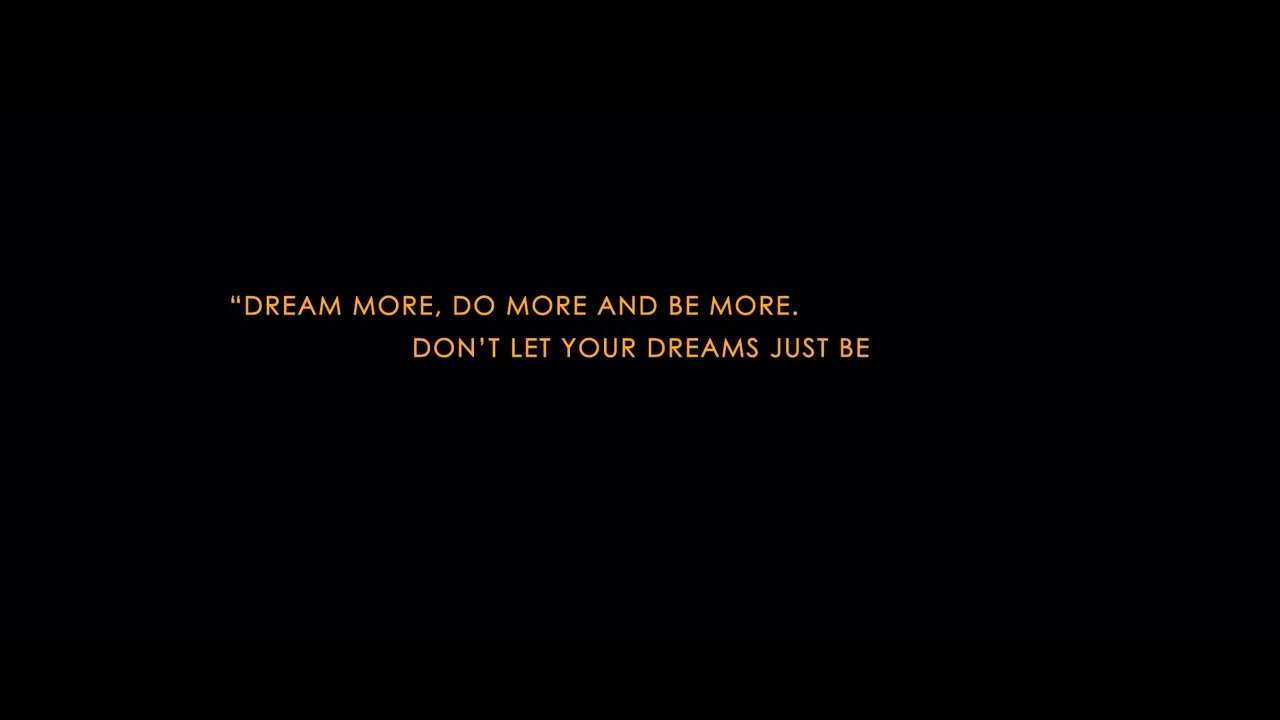 “DREAM MORE, DO MORE AND BE MORE.
DON’T LET YOUR DREAMS JUST BE